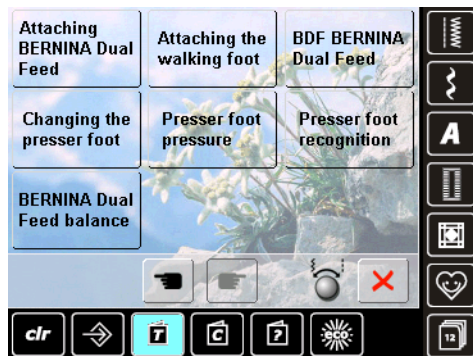 Attaching
BERNINA Dual
Feed
Attaching the
walking foot
BDF BERNINA
Dual Feed
Changing the
presser foot
Presser foot
pressure
Presser foot
recognition
BERNINA Dual
Feed balance
A
clr
T
C
?
eco
12